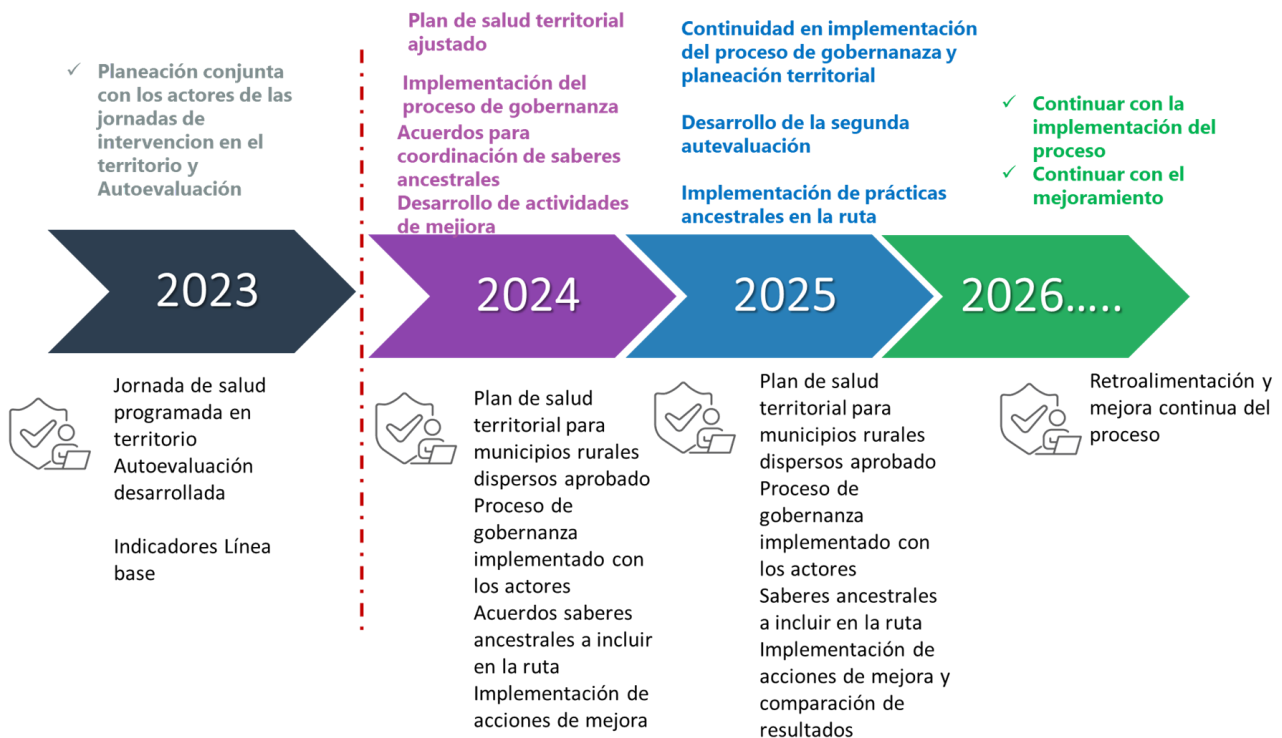 Planeación conjunta
con los actores de las
jornadas de
intervencion en el
territorio y
Autoevaluación
Plan de salud territorial
ajustado
Implementación del
proceso de gobernanza
Acuerdos para
coordinación de saberes
ancestrales
Desarrollo de actividades
de mejiora
Continuidad en implementación
del proceso de gobernanaza y
planeación territorial
Desarrollo de la segunda
autevaluación
Implementación de prácticas
ancestrales en la ruta
Continuar con la
implementación del
proceso
Continuar con el
mejoramiento
2023
2024
2025
2026.....
Jornada de salud
programada en
territorio
Autoevaluación
desarrollada
Indicadores Línea
base
Plan de salud
territorial para
municipios rurales
dispersos aprobado
Proceso de
gobernanza
implementado con
los actores
Acuerdos saberes
ancestrales a incluir
en la ruta
Implementación de
acciones de mejora
Plan de salud
territorial para
municipios rurales
dispersos aprobado
Proceso de
gobernanza
implementado con
los actores
Saberes ancestrales
a incluir en la ruta
Implementación de
acciones de mejora y
comparación de
resultados
Retroalimentación y
mejora continua del
proceso